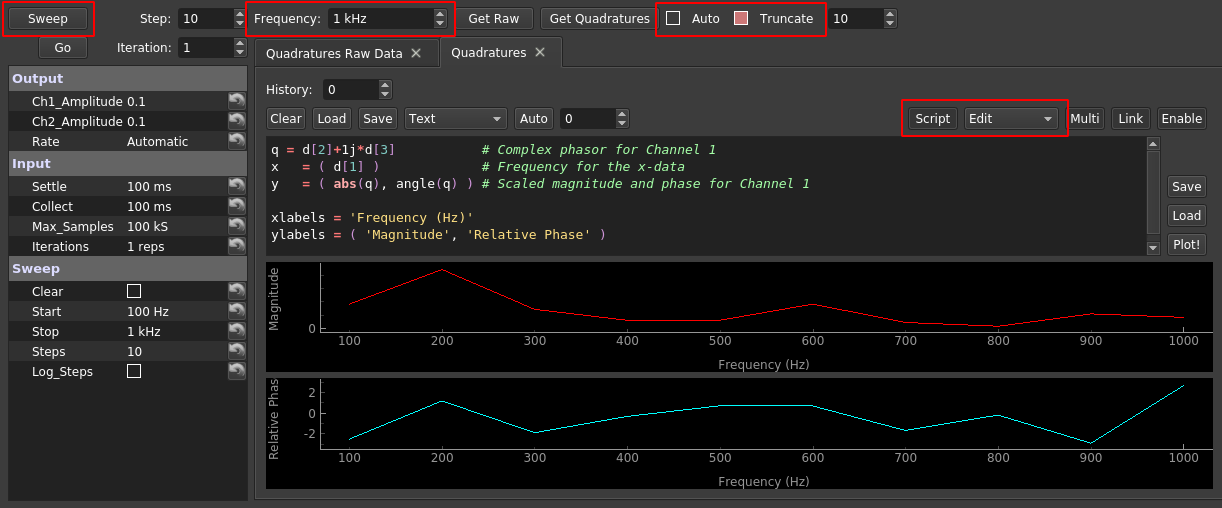 Sweep Step: 10 Frequency: 1 kHz Get Raw Get Quadratures Auto Truncate 10
Go Iteration: 1
Quadratures Raw Data Quadratures
Output
Ch1_Amplitude 0.1
Ch2_Amplitude 0.1
Rate Automatic
Input
Settle 100 ms
Collect 100 ms
Max_Samples 100 kS
Iterations 1 reps
Sweep
Clear
Start 100 Hz
Stop 1 kHz
Steps 10
Log_Steps
History: 0
Clear Load Save Text Auto 0 Script Edit Multi Link Enable
q = d[2]+1j*d[3] # Complex phasor for Channel 1
x = ( d[1] ) # Frequency for the x-data
y = ( abs(q), angle(q) ) # Scaled magnitude and phase for Channel 1
xlabels = 'Frequency (Hz)'
ylabels = ( 'Magnitude', 'Relative Phase' )
Save
Load
Plot!
Magnitude
0
100 200 300 400 500 600 700 800 900 1000
Frequency (Hz)
Relative Phas
2
0
-2
100 200 300 400 500 600 700 800 900 1000
Frequency (Hz)